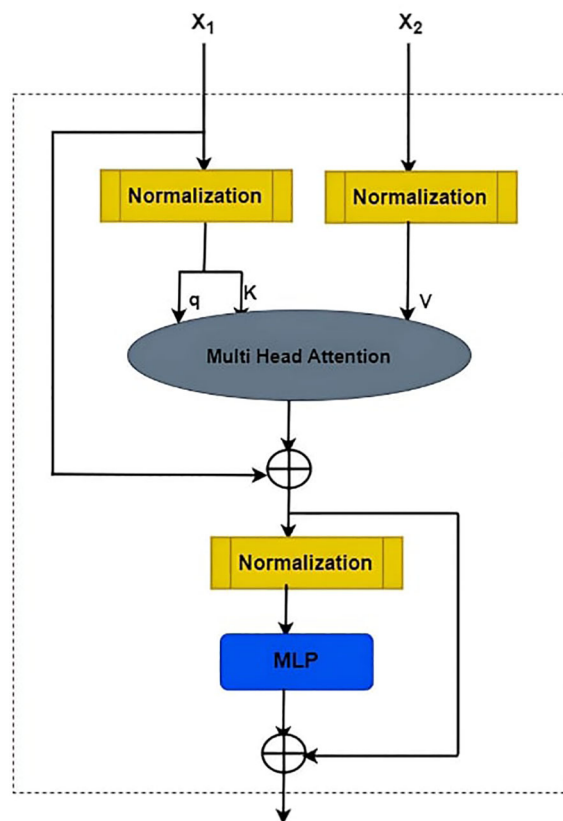 X₁ X₂
Normalization Normalization
q K V
Multi Head Attention
Normalization
MLP